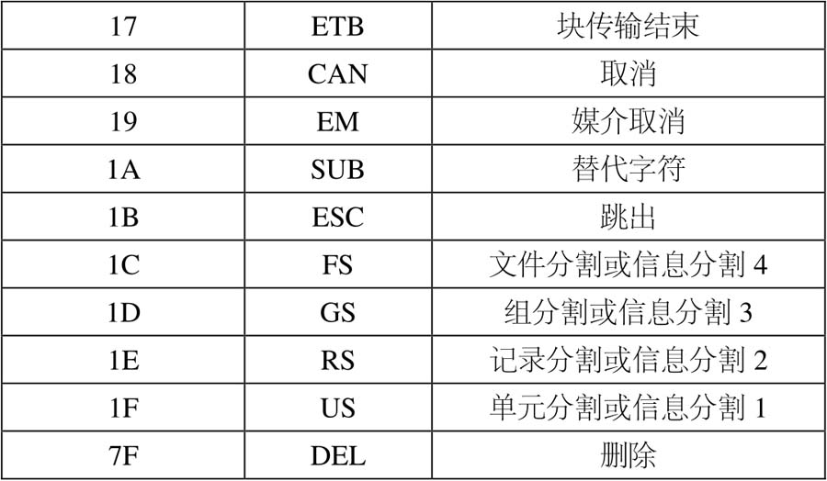 17 ETB 块传输结束
18 CAN 取消
19 EM 媒介取消
1A SUB 替代字符
1B ESC 跳出
1C FS 文件分割或信息分割 4
1D GS 组分割或信息分割 3
1E RS 记录分割或信息分割 2
1F US 单元分割或信息分割 1
7F DEL 删除